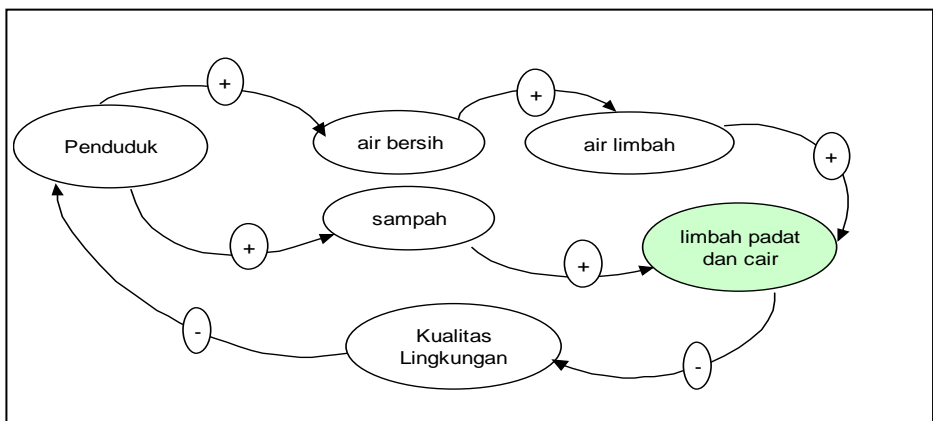 +
+
Penduduk
air bersih
air limbah
+
sampah
+
+
limbah padat
dan cair
Kualitas
Lingkungan
-
-